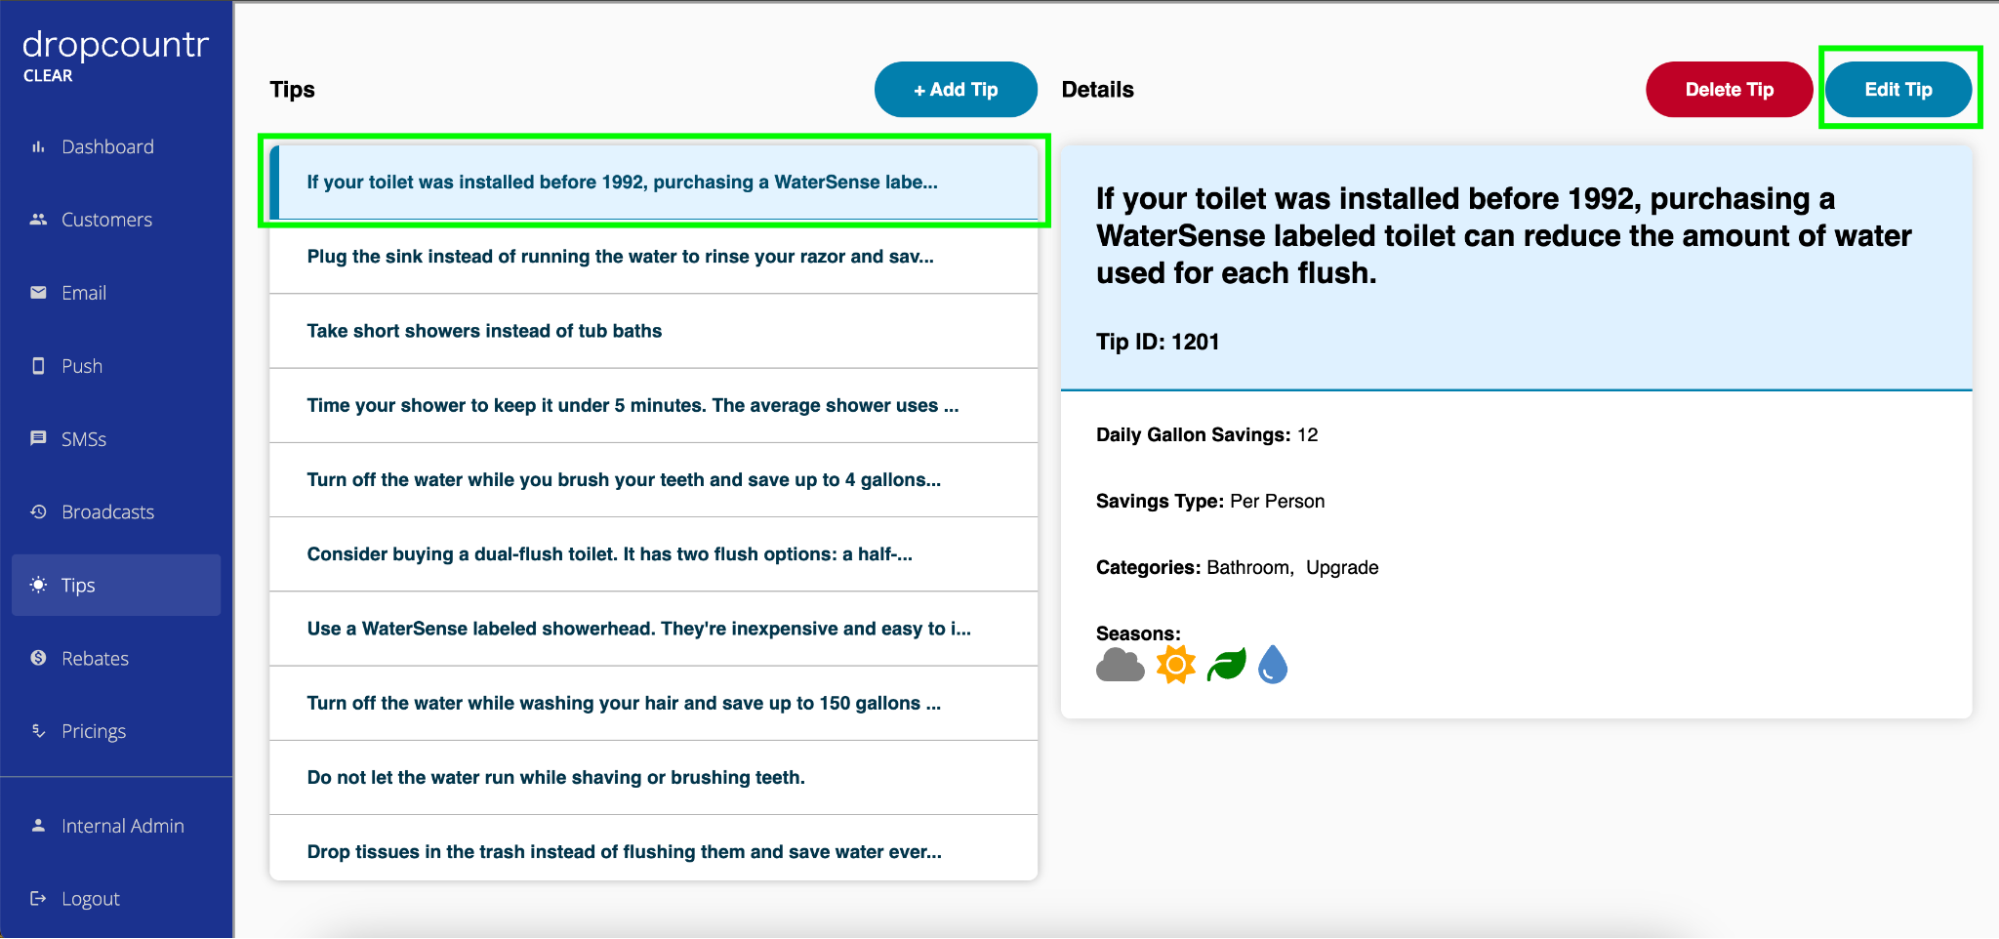 dropcountr
CLEAR
Dashboard
Customers
Email
Push
SMSs
Broadcasts
Tips
Rebates
Pricings
Internal Admin
Logout
Tips
+ Add Tip
If your toilet was installed before 1992, purchasing a WaterSense labe...
Plug the sink instead of running the water to rinse your razor and sav...
Take short showers instead of tub baths
Time your shower to keep it under 5 minutes. The average shower uses ...
Turn off the water while you brush your teeth and save up to 4 gallons...
Consider buying a dual-flush toilet. It has two flush options: a half-...
Use a WaterSense labeled showerhead. They're inexpensive and easy to i...
Turn off the water while washing your hair and save up to 150 gallons ...
Do not let the water run while shaving or brushing teeth.
Drop tissues in the trash instead of flushing them and save water ever...
Details
Delete Tip
Edit Tip
If your toilet was installed before 1992, purchasing a
WaterSense labeled toilet can reduce the amount of water
used for each flush.
Tip ID: 1201
Daily Gallon Savings: 12
Savings Type: Per Person
Categories: Bathroom, Upgrade
Seasons: